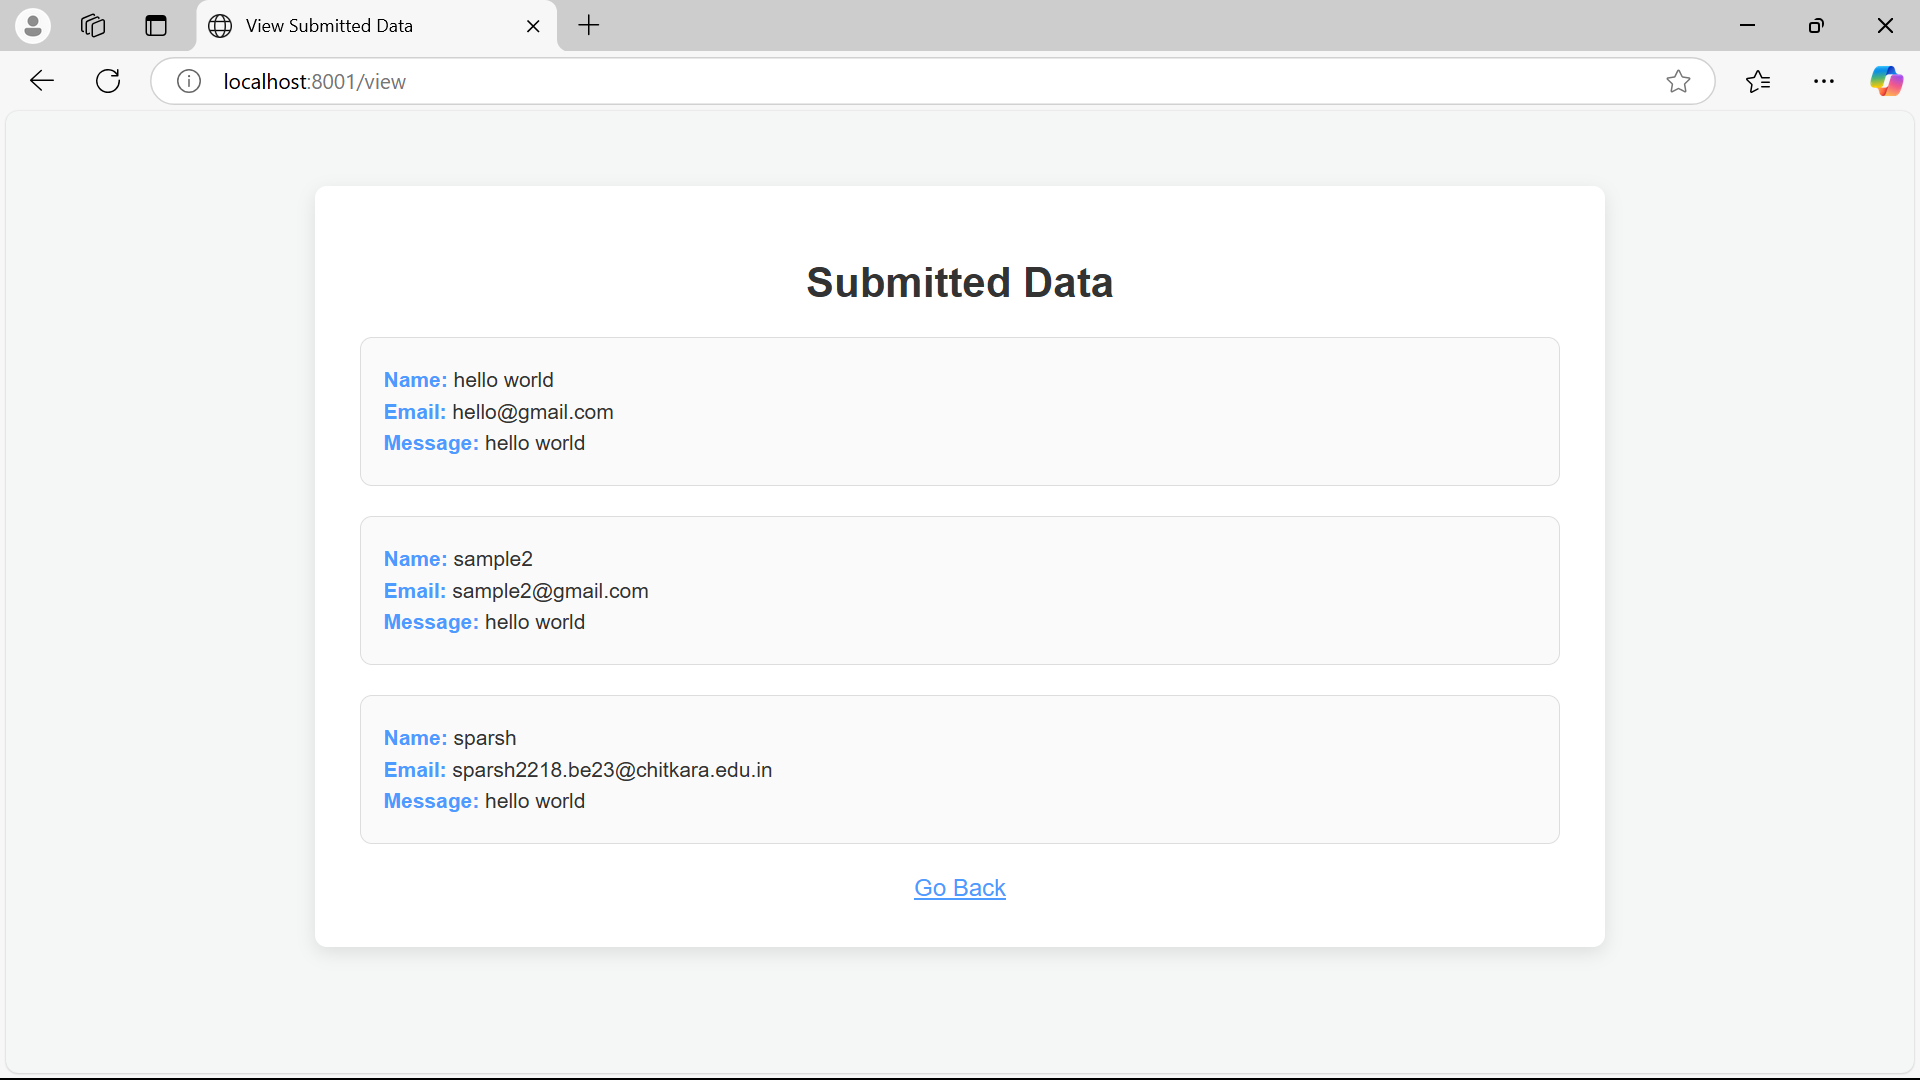 View Submitted Data
localhost:8001/view
Submitted Data
Name: hello world
Email: hello@gmail.com
Message: hello world
Name: sample2
Email: sample2@gmail.com
Message: hello world
Name: sparsh
Email: sparsh2218.be23@chitkara.edu.in
Message: hello world
Go Back